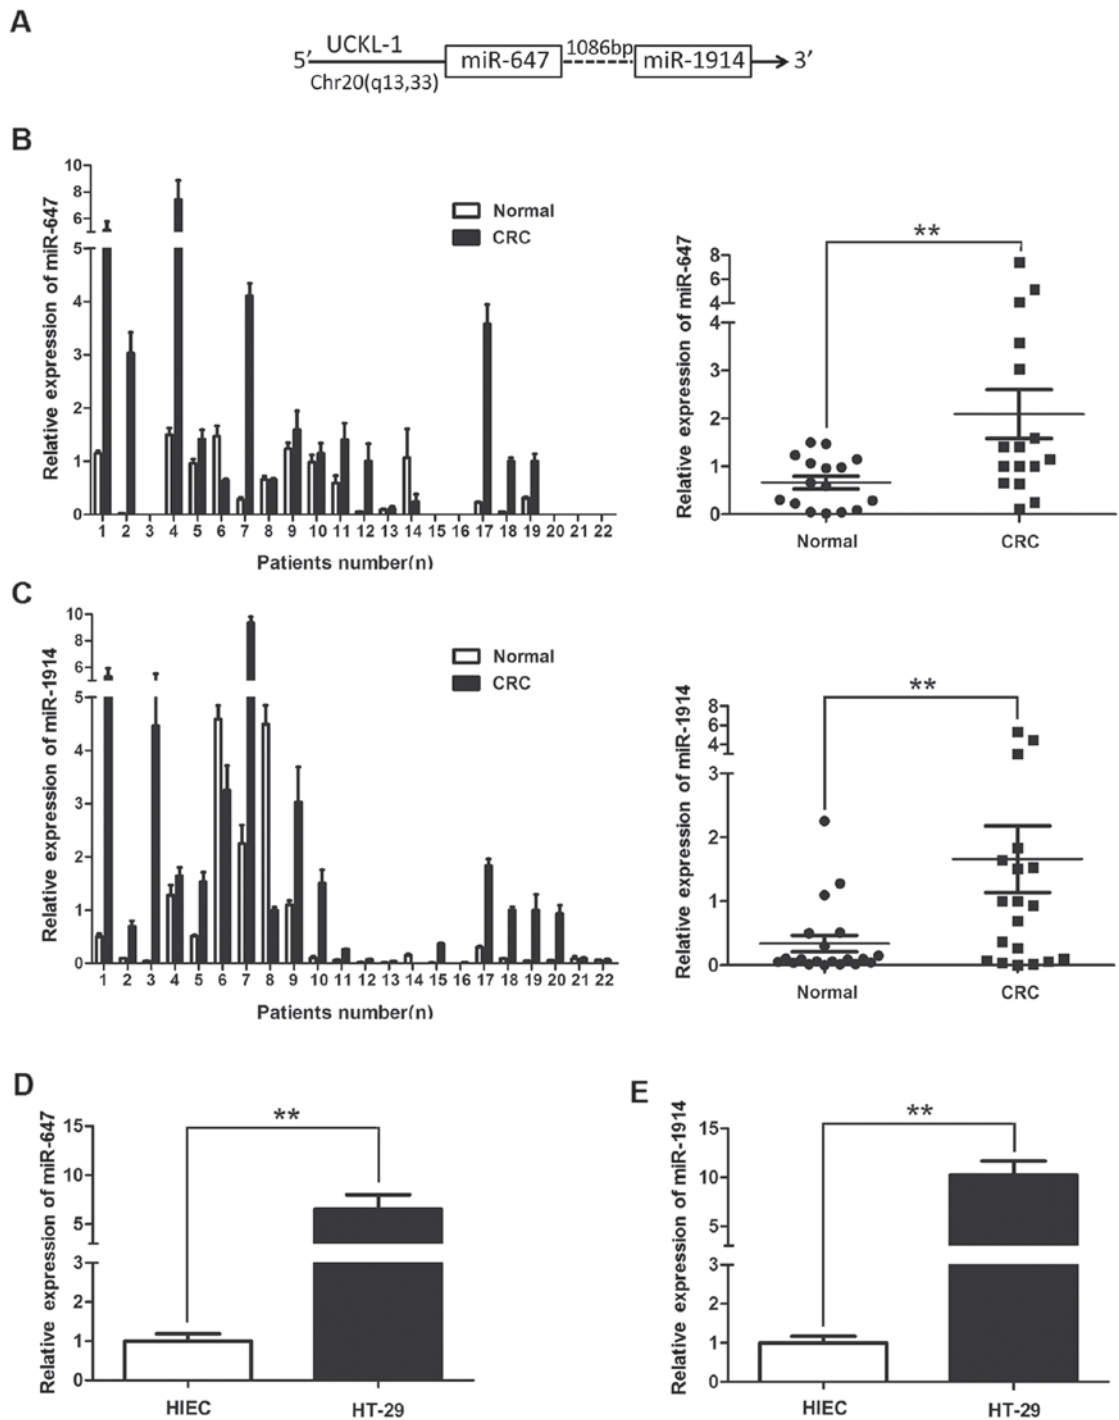 A
5′ UCKL-1 miR-647 1086bp miR-1914 3′
Chr20(q13,33)
B
Relative expression of miR-647
10
8
6
5
4
3
2
1
0
Normal
CRC
1 2 3 4 5 6 7 8 9 10 11 12 13 14 15 16 17 18 19 20 21 22
Patients number(n)
Relative expression of miR-647
**
8
6
4
4
3
2
1
0
Normal CRC
C
Relative expression of miR-1914
10
8
6
5
4
3
2
1
0
Normal
CRC
1 2 3 4 5 6 7 8 9 10 11 12 13 14 15 16 17 18 19 20 21 22
Patients number(n)
Relative expression of miR-1914
**
8
6
4
3
2
1
0
Normal CRC
D
Relative expression of miR-647
**
15
10
5
3
2
1
0
HIEC HT-29
E
Relative expression of miR-1914
**
15
10
5
3
2
1
0
HIEC HT-29